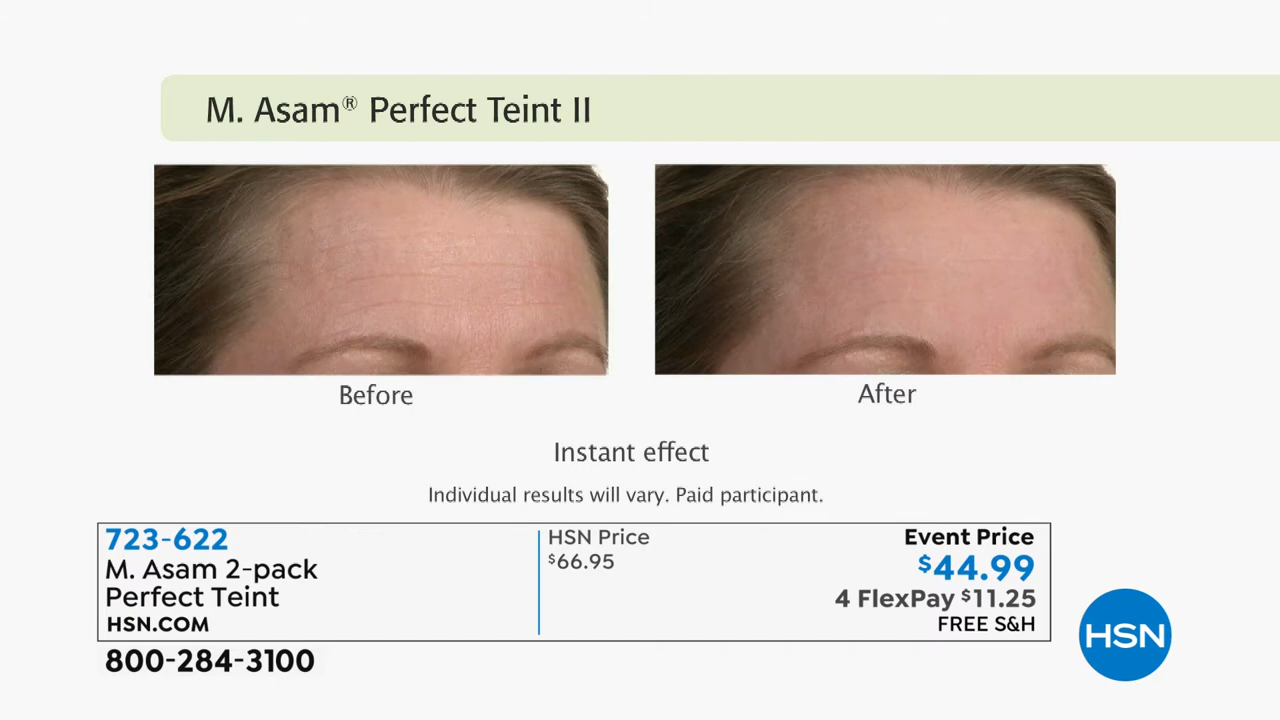 M. Asam® Perfect Teint II
Before
After
Instant effect
Individual results will vary. Paid participant.
723-622
M. Asam 2-pack
Perfect Teint
HSN.COM
HSN Price
$66.95
Event Price
$44.99
4 FlexPay $11.25
FREE S&H
800-284-3100
HSN